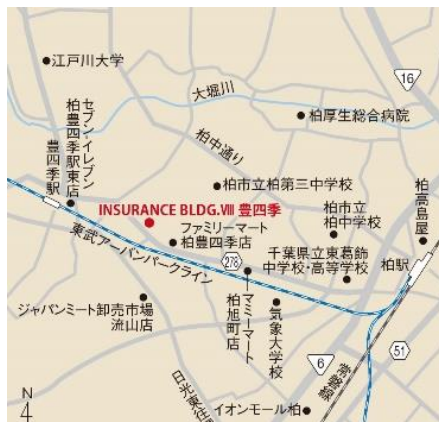 江戸川大学
大堀川
16
柏厚生総合病院
セブン-イレブン
柏豊四季駅東店
豊四季駅
柏中通り
柏市立柏第三中学校
INSURANCE BLDG.Ⅷ 豊四季
柏市立
柏中学校
柏高島屋
ファミリーマート
柏豊四季店
東武アーバンパークライン
278
千葉県立東葛飾
中学校・高等学校
柏駅
ジャパンミート卸売市場
流山店
マミーマート
柏旭町店
気象大学校
6
常磐線
51
N
4
日光東往
イオンモール柏